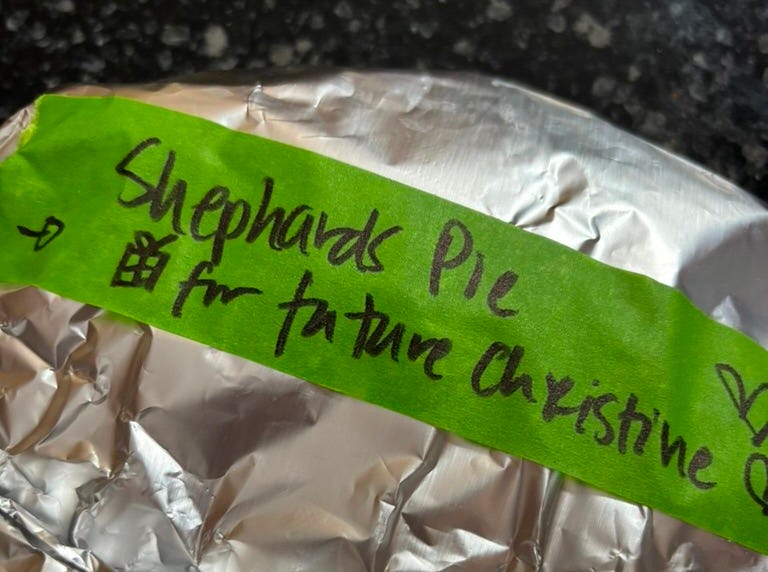 Shephards Pie
for future Christine